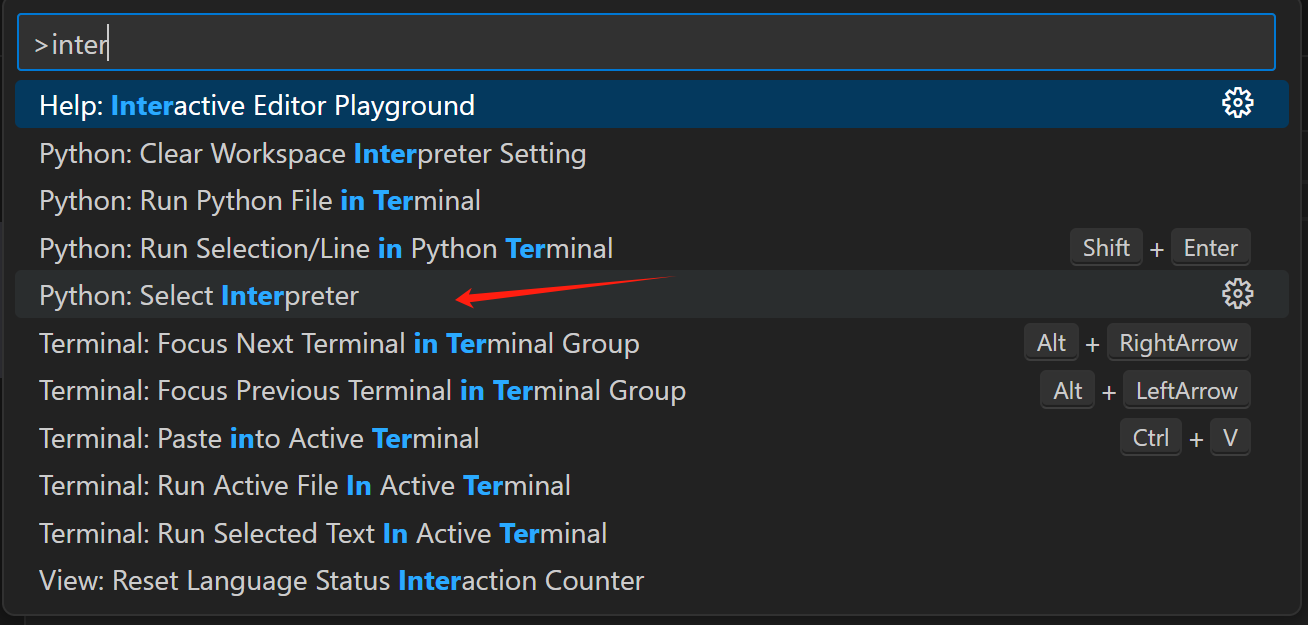 >inter
Help: Interactive Editor Playground
Python: Clear Workspace Interpreter Setting
Python: Run Python File in Terminal
Python: Run Selection/Line in Python Terminal Shift + Enter
Python: Select Interpreter
Terminal: Focus Next Terminal in Terminal Group Alt + RightArrow
Terminal: Focus Previous Terminal in Terminal Group Alt + LeftArrow
Terminal: Paste into Active Terminal Ctrl + V
Terminal: Run Active File In Active Terminal
Terminal: Run Selected Text In Active Terminal
View: Reset Language Status Interaction Counter